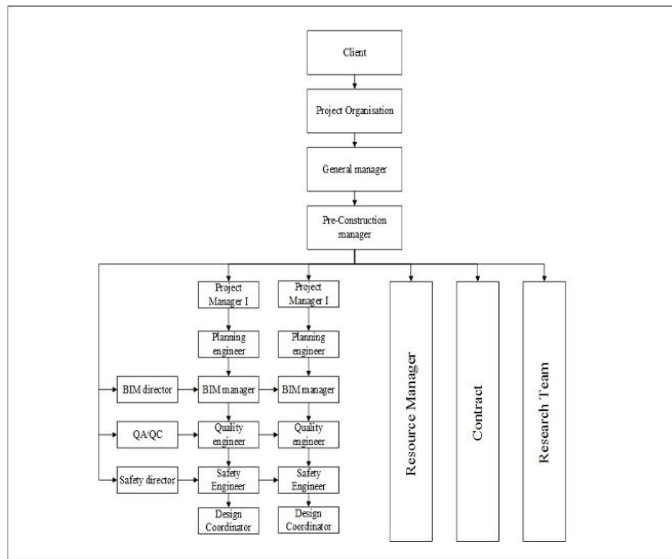 Client
Project Organisation
General manager
Pre-Construction
manager
Project
Manager I
Project
Manager I
Planning
engineer
Planning
engineer
BIM director
BIM manager
BIM manager
QA/QC
Quality
engineer
Quality
engineer
Safety director
Safety
Engineer
Safety
Engineer
Design
Coordinator
Design
Coordinator
Resource Manager
Contract
Research Team